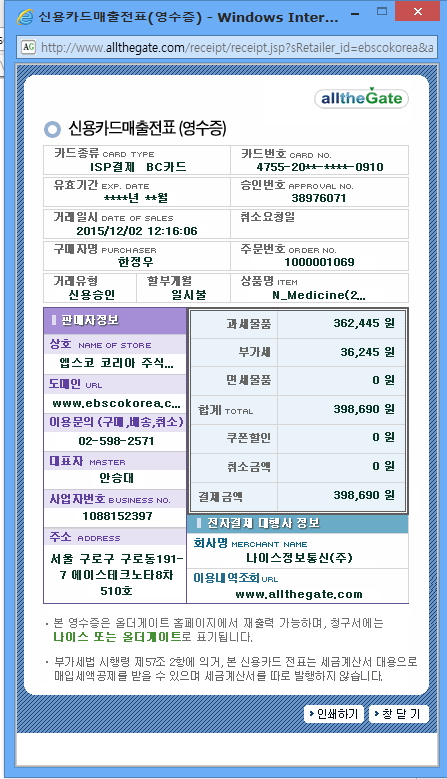 신용카드매출전표(영수증) - Windows Inter...
http://www.allthegate.com/receipt/receipt.jsp?sRetailer_id=ebscokorea&a
alltheGate
신용카드매출전표 (영수증)
카드종류 CARD TYPE
ISP결제 BC카드
카드번호 CARD NO.
4755-20**-****-0910
유효기간 EXP. DATE
****년 **월
승인번호 APPROVAL NO.
38976071
거래일시 DATE OF SALES
2015/12/02 12:16:06
취소요청일
구매자명 PURCHASER
한정우
주문번호 ORDER NO.
1000001069
거래유형
신용승인
할부개월
일시불
상품명 ITEM
N_Medicine(2...
판매자정보
상호 NAME OF STORE
엡스코 코리아 주식...
도메인 URL
www.ebscokorea.c...
이용문의 (구매,배송,취소)
02-598-2571
대표자 MASTER
안승대
사업자번호 BUSINESS NO.
1088152397
주소 ADDRESS
서울 구로구 구로동191-
7 에이스테크노타8차
510호
과세물품 362,445 원
부가세 36,245 원
면세물품 0 원
합계 TOTAL 398,690 원
쿠폰할인 0 원
취소금액 0 원
결제금액 398,690 원
전자결제 대행사 정보
회사명 MERCHANT NAME
나이스정보통신(주)
이용내역조회 URL
www.allthegate.com
· 본 영수증은 올더게이트 홈페이지에서 재출력 가능하며, 청구서에는
나이스 또는 올더게이트로 표기됩니다.
· 부가세법 시행령 제57조 2항에 의거, 본 신용카드 전표는 세금계산서 대용으로
매입세액공제를 받을 수 있으며 세금계산서를 따로 발행하지 않습니다.
인쇄하기
창 닫 기